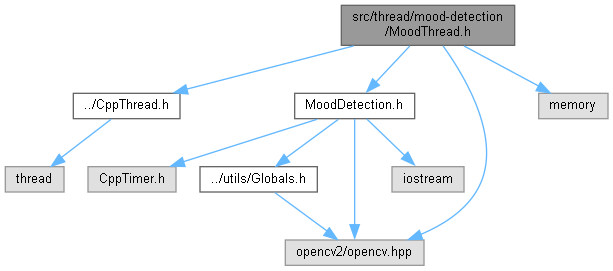 src/thread/mood-detection
/MoodThread.h
../CppThread.h
MoodDetection.h
memory
thread
CppTimer.h
../utils/Globals.h
iostream
opencv2/opencv.hpp